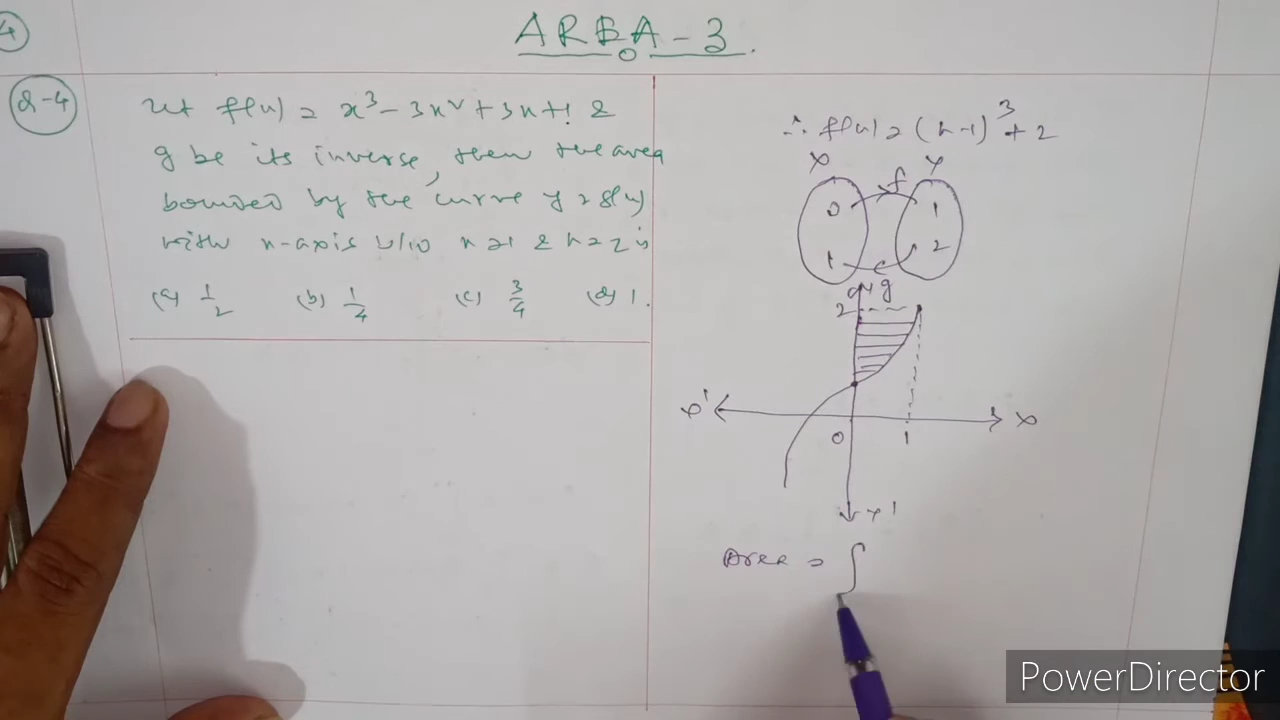 4
AREA - 3.
Q-4
Let f(x) = x³ - 3x² + 3x + 1 &
g be its inverse, then the area
bounded by the curve y = g(x)
with x-axis b/w x = 1 & x = 2 is
(a) 1/2 (b) 1/4 (c) 3/4 (d) 1.
∴ f(x) = (x-1)³ + 2
X Y
f
0 1
1 2
g
2
X' X
0 1
Y'
Area = ∫
PowerDirector